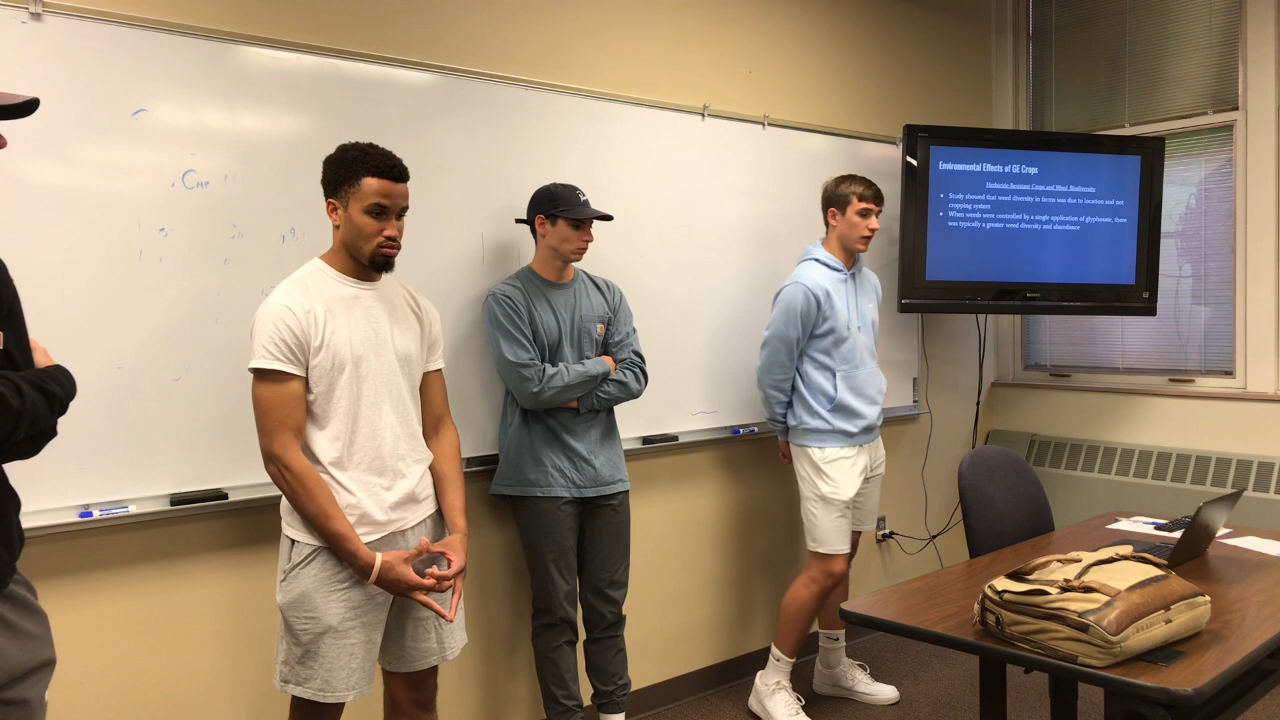 Environmental Effects of GE Crops
Herbicide-Resistant Crops and Weed Biodiversity
Study showed that weed diversity in farms was due to location and not
cropping system
When weeds were controlled by a single application of glyphosate, there
was typically a greater weed diversity and abundance
SONY